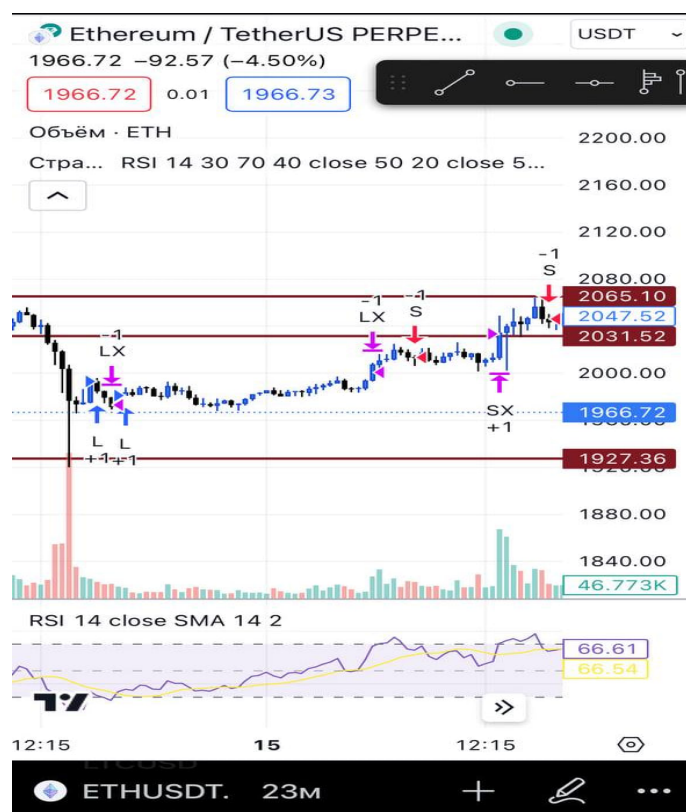 Ethereum / TetherUS PERPE... USDT
1966.72 −92.57 (−4.50%)
1966.72 0.01 1966.73
Объём · ETH
Стра... RSI 14 30 70 40 close 50 20 close 5...
2200.00
2160.00
2120.00
2080.00
2065.10
2047.52
2031.52
2000.00
1966.72
1927.36
1880.00
1840.00
46.773K
−1
S
−1
LX
−1
S
−1
LX
SX
+1
L
+1
L
+1
RSI 14 close SMA 14 2
66.61
66.54
12:15 15 12:15
ETHUSDT. 23м